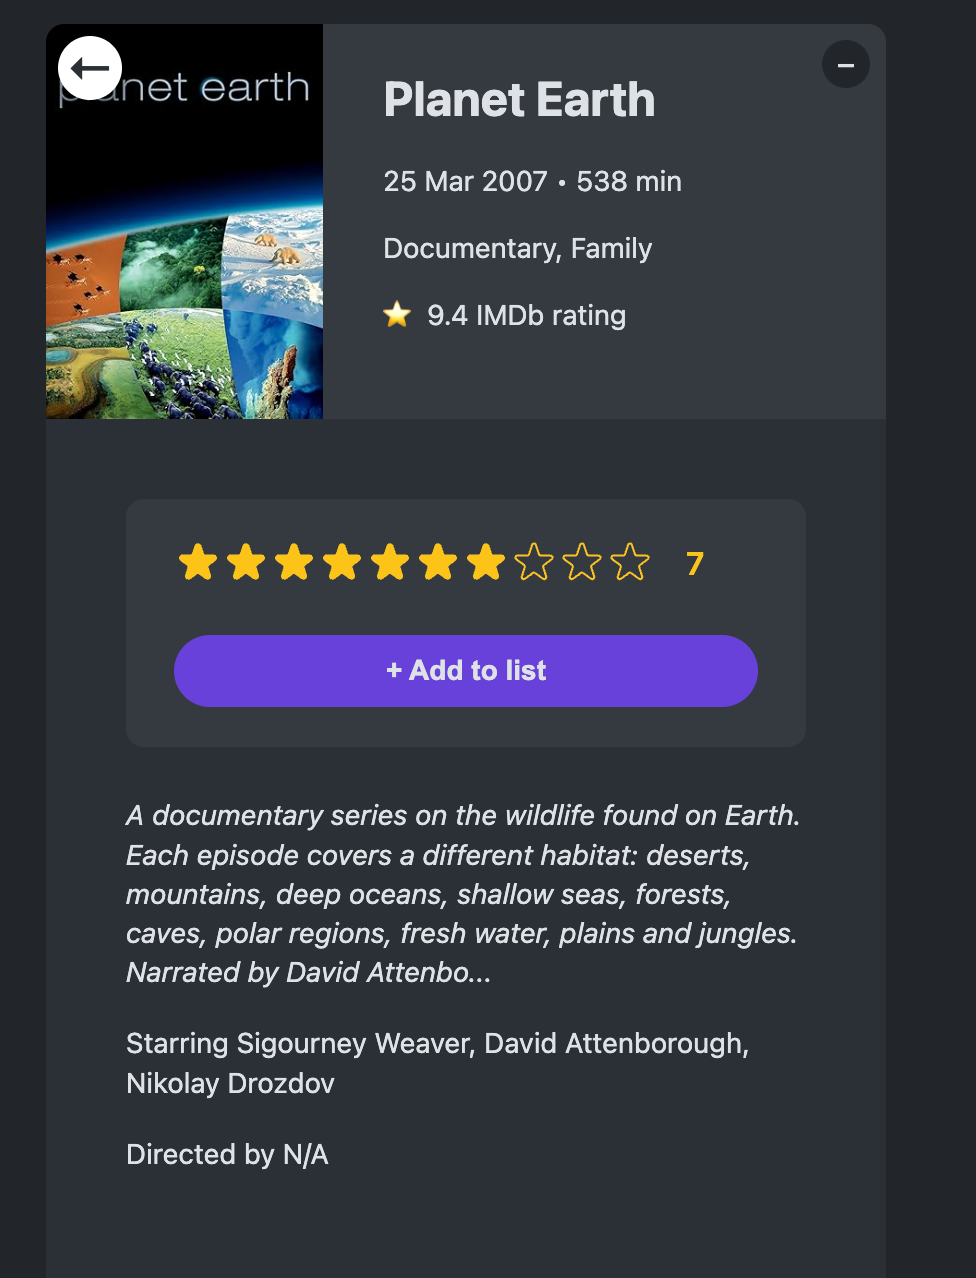 planet earth
Planet Earth
25 Mar 2007 • 538 min
Documentary, Family
⭐️ 9.4 IMDb rating
7
+ Add to list
A documentary series on the wildlife found on Earth.
Each episode covers a different habitat: deserts,
mountains, deep oceans, shallow seas, forests,
caves, polar regions, fresh water, plains and jungles.
Narrated by David Attenbo...
Starring Sigourney Weaver, David Attenborough,
Nikolay Drozdov
Directed by N/A